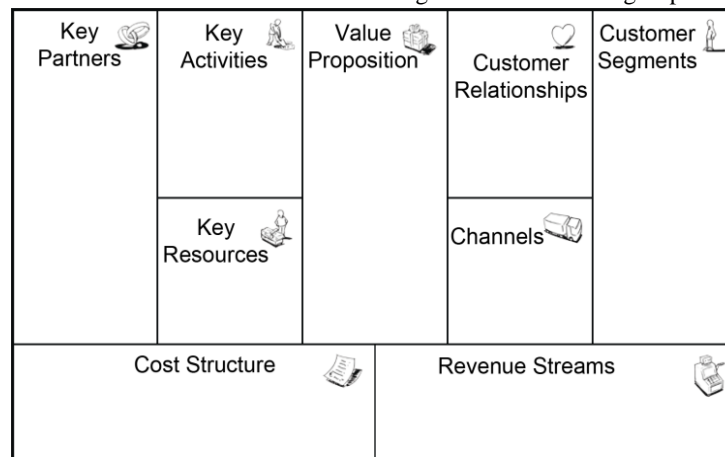 Key
Partners
Key
Activities
Value
Proposition
Customer
Relationships
Customer
Segments
Key
Resources
Channels
Cost Structure
Revenue Streams